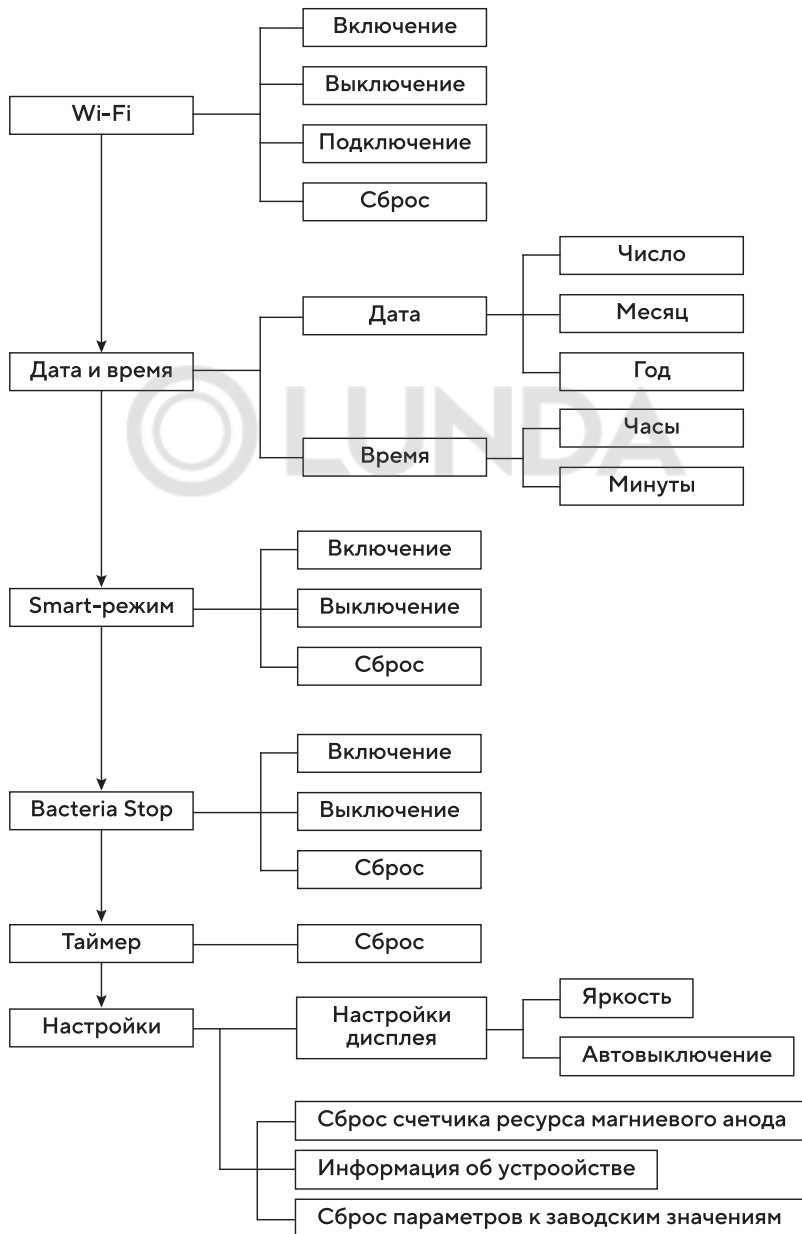 Включение
Выключение
Wi-Fi
Подключение
Сброс
Число
Дата
Месяц
Дата и время
Год
LUNDA
Часы
Время
Минуты
Включение
Smart-режим
Выключение
Сброс
Включение
Bacteria Stop
Выключение
Сброс
Таймер
Сброс
Яркость
Настройки
Настройки
дисплея
Автовыключение
Сброс счетчика ресурса магниевого анода
Информация об устроойстве
Сброс параметров к заводским значениям